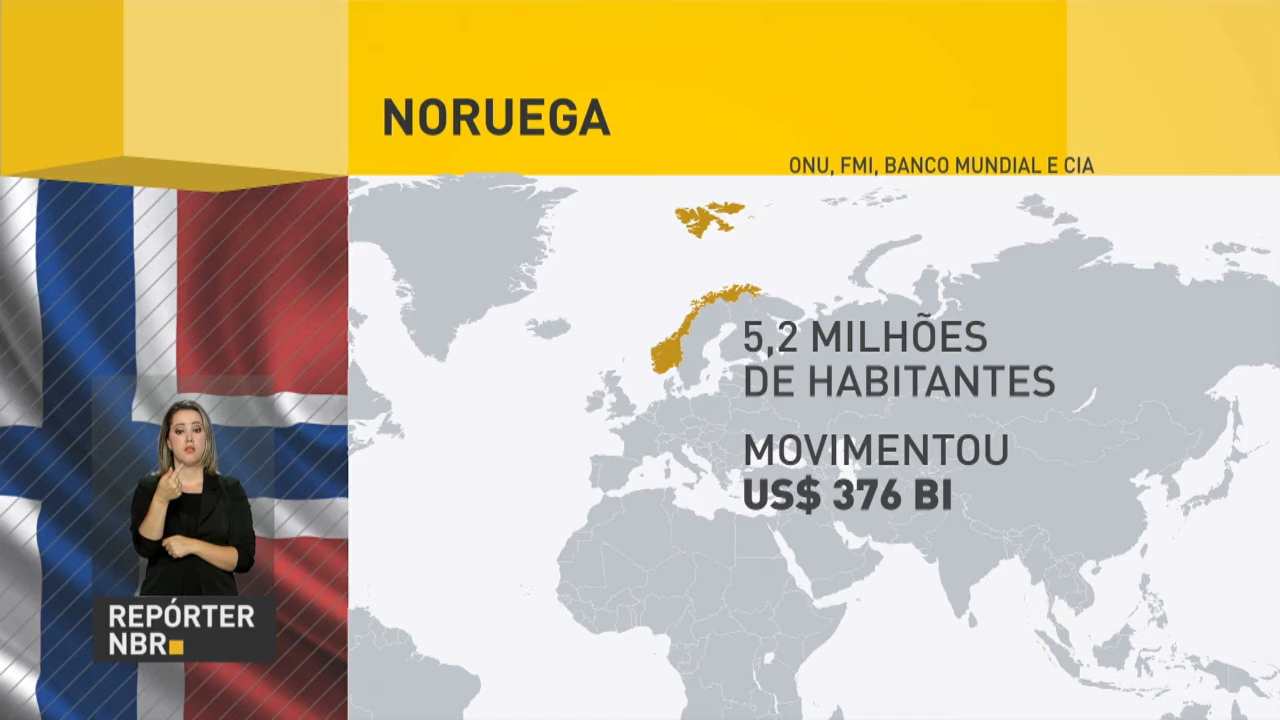 NORUEGA
ONU, FMI, BANCO MUNDIAL E CIA
5,2 MILHÕES
DE HABITANTES
MOVIMENTOU
US$ 376 BI
REPÓRTER
NBR